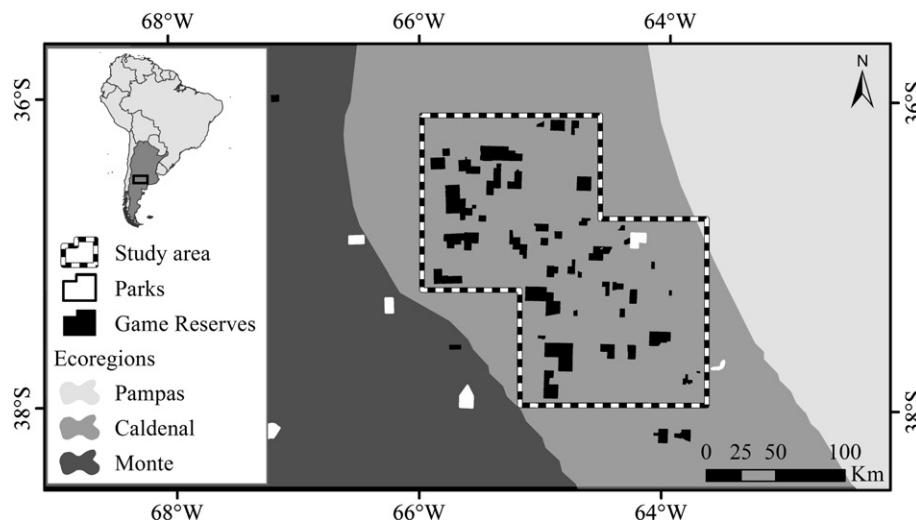 68°W 66°W 64°W
N
36°S 36°S
Study area
Parks
Game Reserves
Ecoregions
Pampas
Caldenal
Monte
38°S 38°S
0 25 50 100
Km
68°W 66°W 64°W